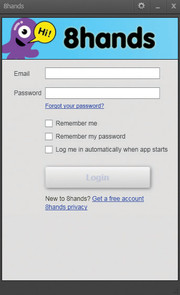 8hands
Hi!
8hands
Email
Password
Forgot your password?
Remember me
Remember my password
Log me in automatically when app starts
Login
New to 8hands? Get a free account
8hands privacy